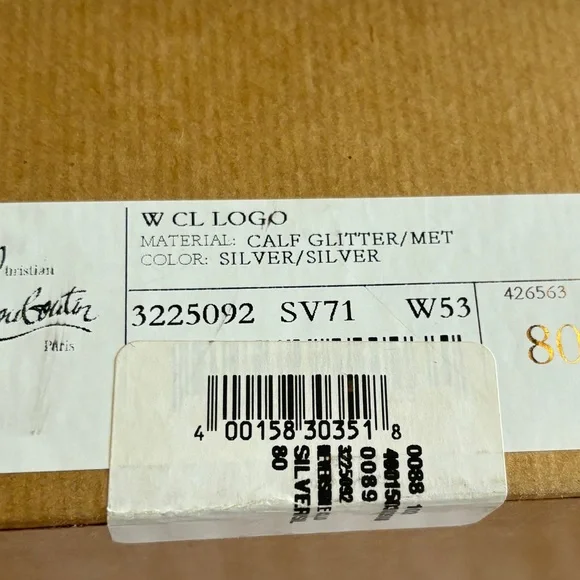 W CL LOGO
MATERIAL: CALF GLITTER/MET
COLOR: SILVER/SILVER
Christian
Louboutin
Paris
3225092 SV71 W53
426563
80
4 00158 30351 8
0088
0089
3225092
SILVER
80